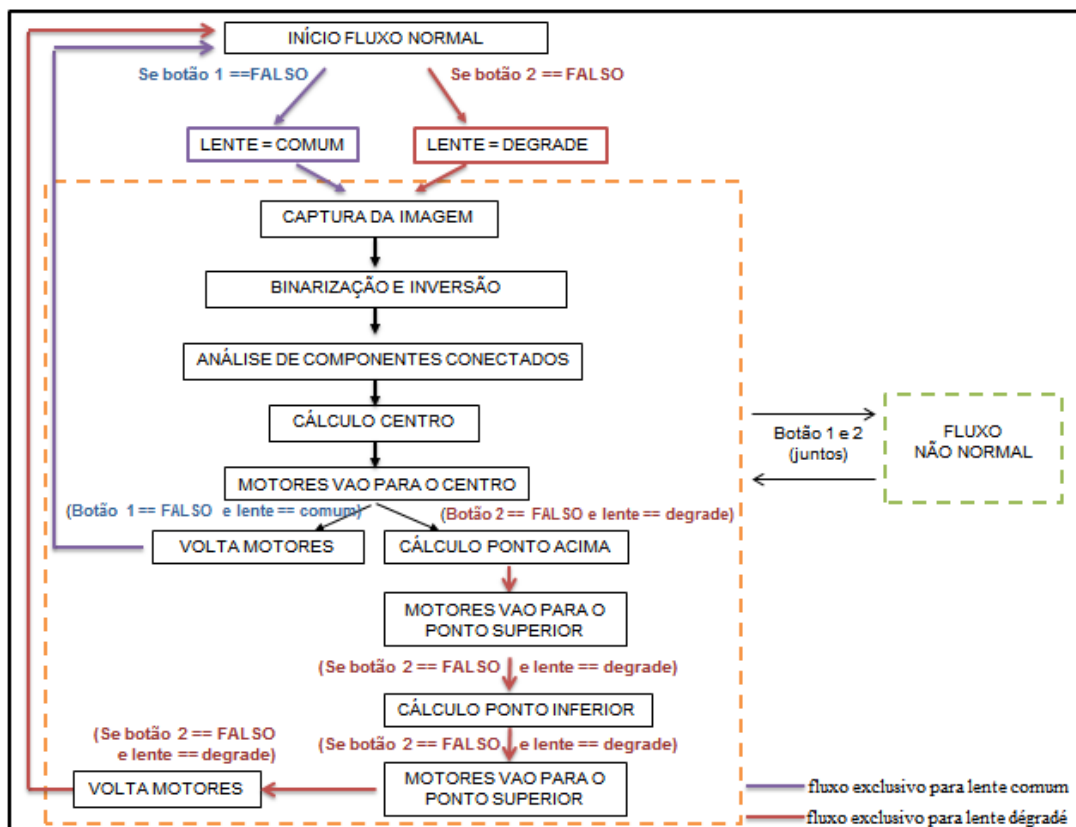 INÍCIO FLUXO NORMAL
Se botão 1 ==FALSO
Se botão 2 ==FALSO
LENTE = COMUM
LENTE = DEGRADE
CAPTURA DA IMAGEM
BINARIZAÇÃO E INVERSÃO
ANÁLISE DE COMPONENTES CONECTADOS
CÁLCULO CENTRO
MOTORES VAO PARA O CENTRO
(Botão 1 == FALSO e lente == comum)
(Botão 2 == FALSO e lente == degrade)
VOLTA MOTORES
CÁLCULO PONTO ACIMA
MOTORES VAO PARA O
PONTO SUPERIOR
(Se botão 2 == FALSO e lente == degrade)
CÁLCULO PONTO INFERIOR
(Se botão 2 == FALSO e lente == degrade)
MOTORES VAO PARA O
PONTO SUPERIOR
(Se botão 2 == FALSO
e lente == degrade)
VOLTA MOTORES
Botão 1 e 2
(juntos)
FLUXO
NÃO NORMAL
fluxo exclusivo para lente comum
fluxo exclusivo para lente dégradé